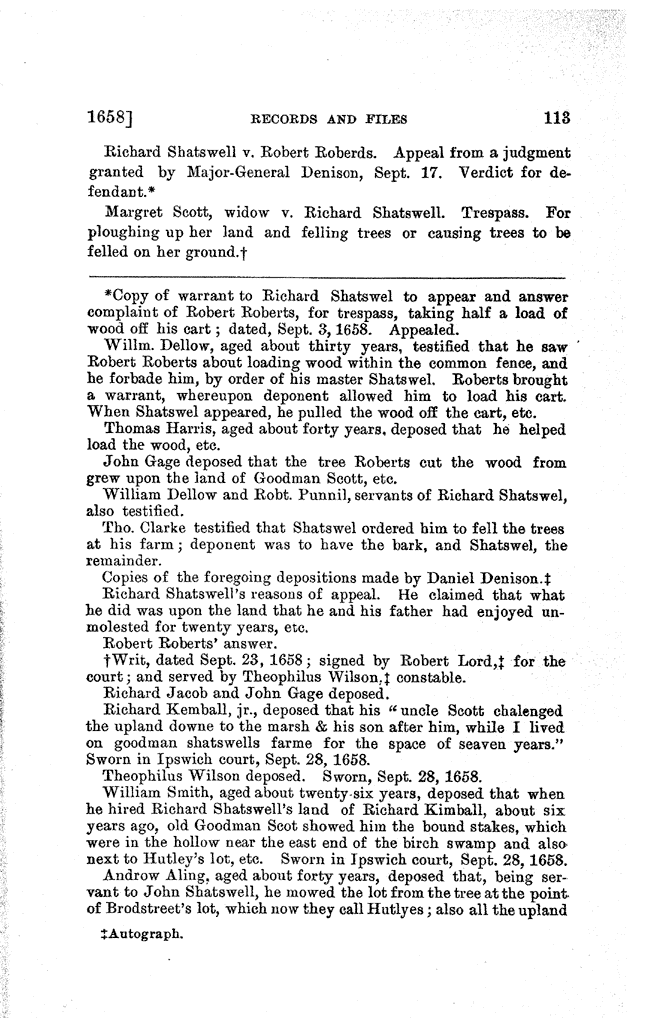 1658] RECORDS AND FILES 113
Richard Shatswell v. Robert Roberds. Appeal from a judgment
granted by Major-General Denison, Sept. 17. Verdict for de-
fendant.*
Margret Scott, widow v. Richard Shatswell. Trespass. For
ploughing up her land and felling trees or causing trees to be
felled on her ground.†
*Copy of warrant to Richard Shatswel to appear and answer
complaint of Robert Roberts, for trespass, taking half a load of
wood off his cart ; dated, Sept. 3, 1658. Appealed.
Willm. Dellow, aged about thirty years, testified that he saw
Robert Roberts about loading wood within the common fence, and
he forbade him, by order of his master Shatswel. Roberts brought
a warrant, whereupon deponent allowed him to load his cart.
When Shatswel appeared, he pulled the wood off the cart, etc.
Thomas Harris, aged about forty years, deposed that he helped
load the wood, etc.
John Gage deposed that the tree Roberts cut the wood from
grew upon the land of Goodman Scott, etc.
William Dellow and Robt. Punnil, servants of Richard Shatswel,
also testified.
Tho. Clarke testified that Shatswel ordered him to fell the trees
at his farm ; deponent was to have the bark, and Shatswel, the
remainder.
Copies of the foregoing depositions made by Daniel Denison.‡
Richard Shatswell's reasons of appeal. He claimed that what
he did was upon the land that he and his father had enjoyed un-
molested for twenty years, etc.
Robert Roberts' answer.
†Writ, dated Sept. 23, 1658 ; signed by Robert Lord,‡ for the
court ; and served by Theophilus Wilson,‡ constable.
Richard Jacob and John Gage deposed.
Richard Kemball, jr., deposed that his "uncle Scott chalenged
the upland downe to the marsh & his son after him, while I lived
on goodman shatswells farme for the space of seaven years."
Sworn in Ipswich court, Sept. 28, 1658.
Theophilus Wilson deposed. Sworn, Sept. 28, 1658.
William Smith, aged about twenty-six years, deposed that when
he hired Richard Shatswell's land of Richard Kimball, about six
years ago, old Goodman Scot showed him the bound stakes, which
were in the hollow near the east end of the birch swamp and also
next to Hutley's lot, etc. Sworn in Ipswich court, Sept. 28, 1658.
Androw Aling, aged about forty years, deposed that, being ser-
vant to John Shatswell, he mowed the lot from the tree at the point
of Brodstreet's lot, which now they call Hutlyes ; also all the upland
‡Autograph.